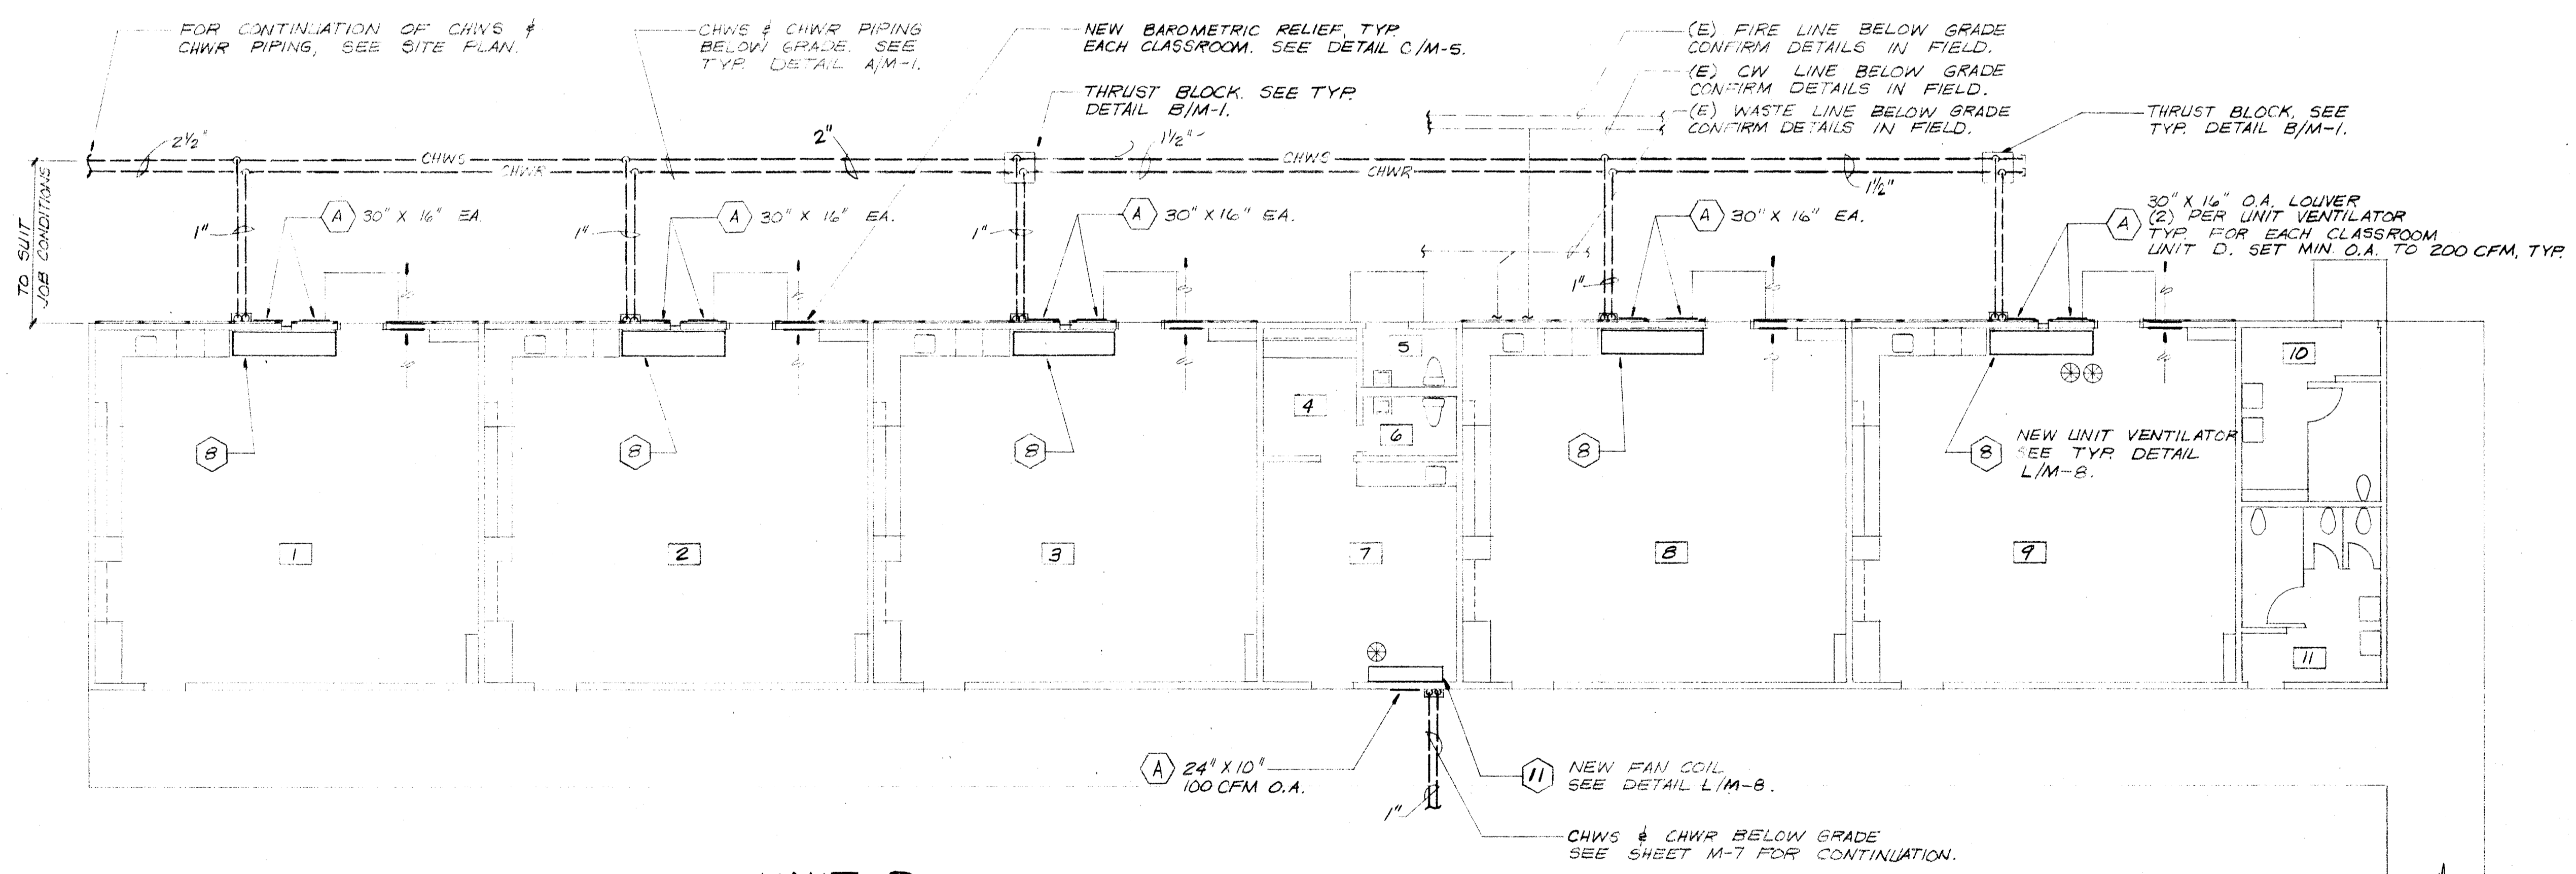 FOR CONTINUATION OF CHWS &
CHWR PIPING, SEE SITE PLAN.
CHWS & CHWR PIPING
BELOW GRADE. SEE
TYP. DETAIL A/M-1.
NEW BAROMETRIC RELIEF, TYP.
EACH CLASSROOM. SEE DETAIL C/M-5.
THRUST BLOCK. SEE TYP.
DETAIL B/M-1.
(E) FIRE LINE BELOW GRADE
CONFIRM DETAILS IN FIELD.
(E) CW LINE BELOW GRADE
CONFIRM DETAILS IN FIELD.
(E) WASTE LINE BELOW GRADE
CONFIRM DETAILS IN FIELD.
THRUST BLOCK, SEE
TYP. DETAIL B/M-1.
2½"
CHWS
CHWR
2"
1½"
CHWS
CHWR
1½"
TO SUIT
JOB CONDITIONS
1"
A 30" X 16" EA.
1"
A 30" X 16" EA.
1"
A 30" X 16" EA.
1"
A 30" X 16" EA.
A
30" X 16" O.A. LOUVER
(2) PER UNIT VENTILATOR
TYP. FOR EACH CLASSROOM
UNIT D. SET MIN. O.A. TO 200 CFM, TYP.
5
10
4
6
8
8
8
8
8
NEW UNIT VENTILATOR
SEE TYP. DETAIL
L/M-8.
1
2
3
7
8
9
11
A 24" X 10"
100 CFM O.A.
1"
11
NEW FAN COIL
SEE DETAIL L/M-8.
CHWS & CHWR BELOW GRADE
SEE SHEET M-7 FOR CONTINUATION.